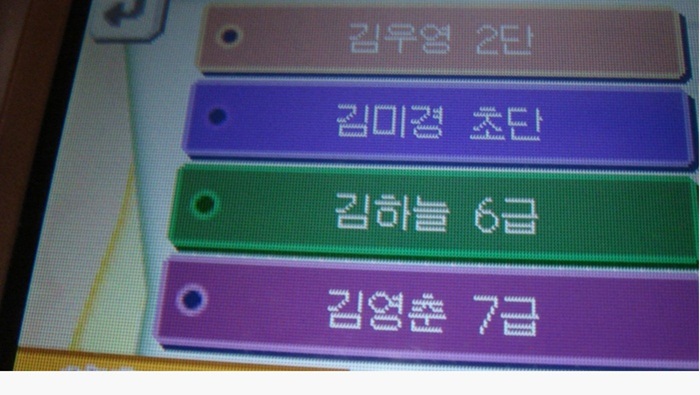 김우영 2단
김미경 초단
김하늘 6급
김영춘 7급